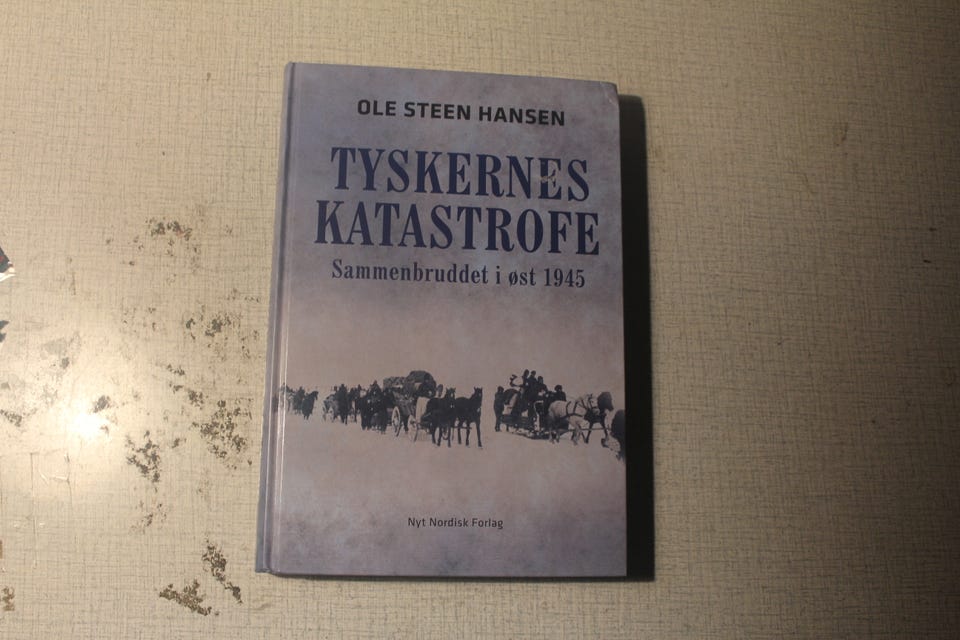 OLE STEEN HANSEN
TYSKERNES
KATASTROFE
Sammenbruddet i øst 1945
Nyt Nordisk Forlag